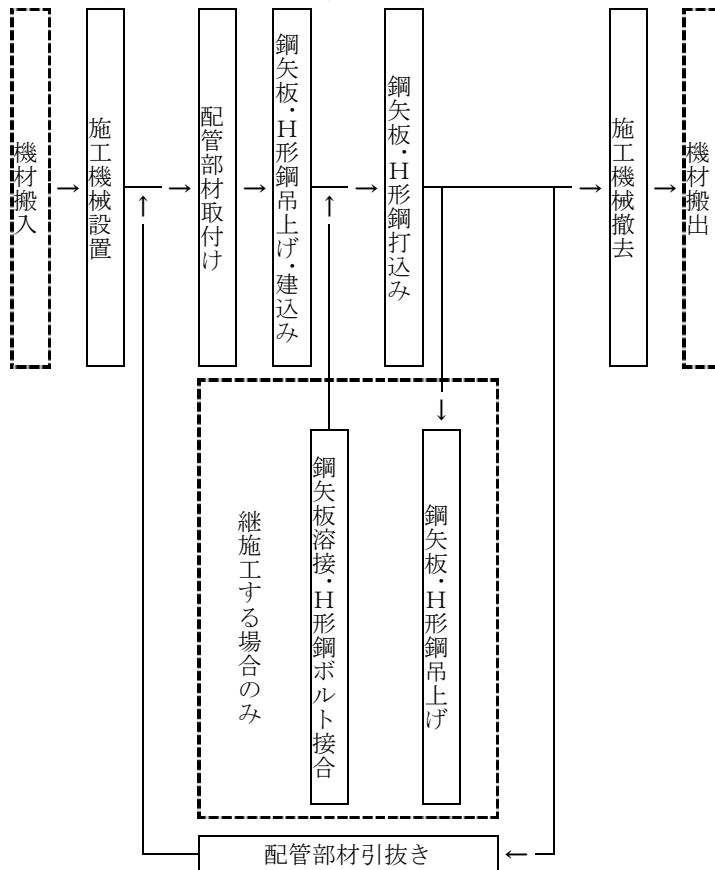 機材搬入
→
施工機械設置
→
↑
配管部材取付け
→
鋼矢板・Ｈ形鋼吊上げ・建込み
→
↑
鋼矢板・Ｈ形鋼打込み
→
施工機械撤去
→
機材搬出
↓
継施工する場合のみ
鋼矢板溶接・Ｈ形鋼ボルト接合
鋼矢板・Ｈ形鋼吊上げ
配管部材引抜き
←